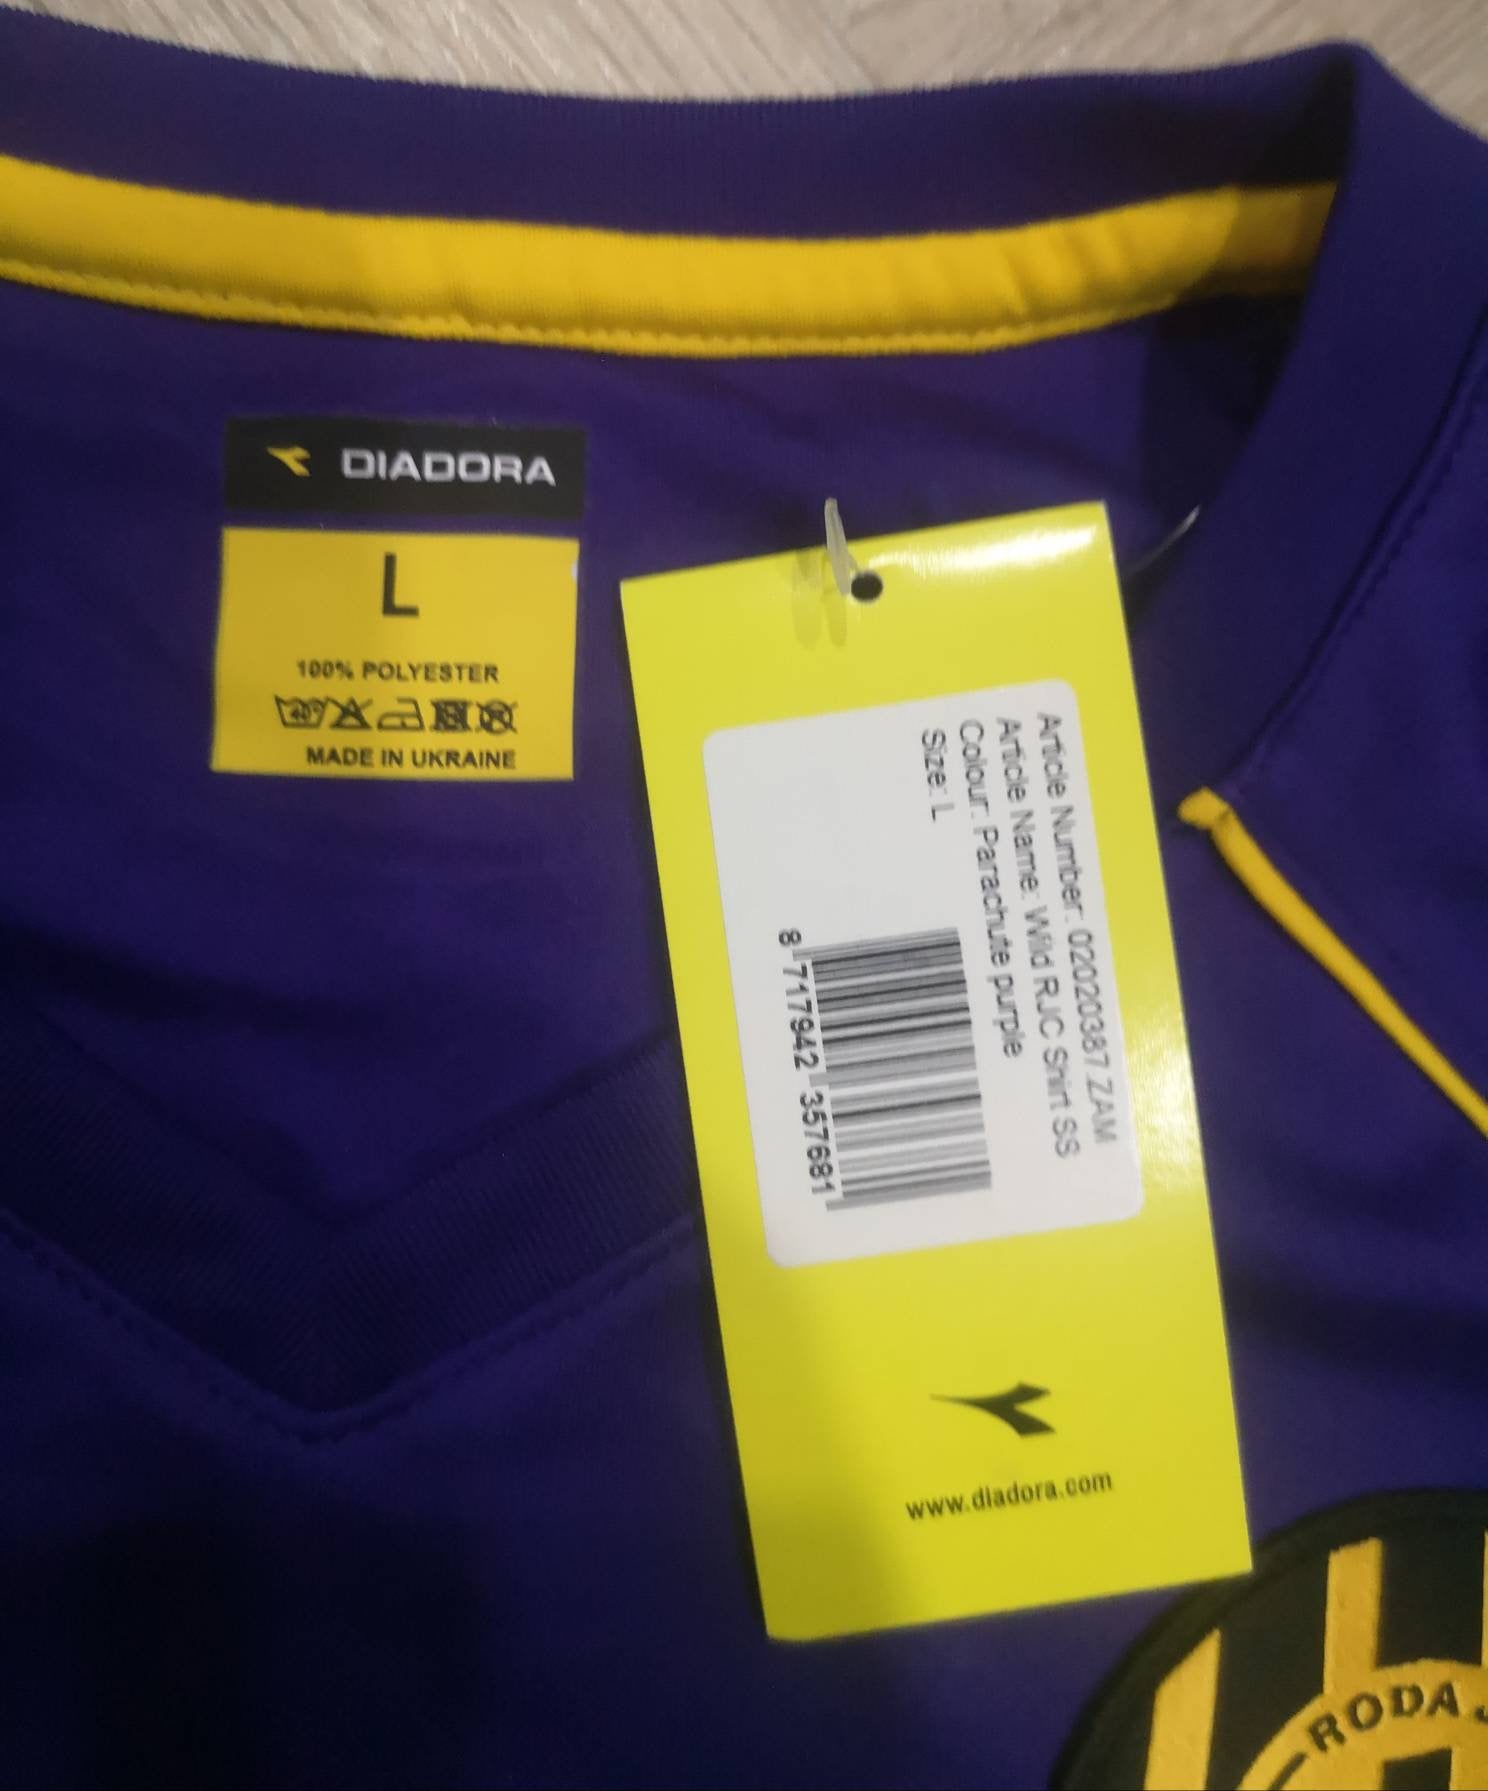 DIADORA
L
100% POLYESTER
40°
MADE IN UKRAINE
Article Number: 02020387 ZAM
Article Name: Wild RJC Shirt SS
Colour: Parachute purple
Size: L
8 717942 357681
www.diadora.com
RODA